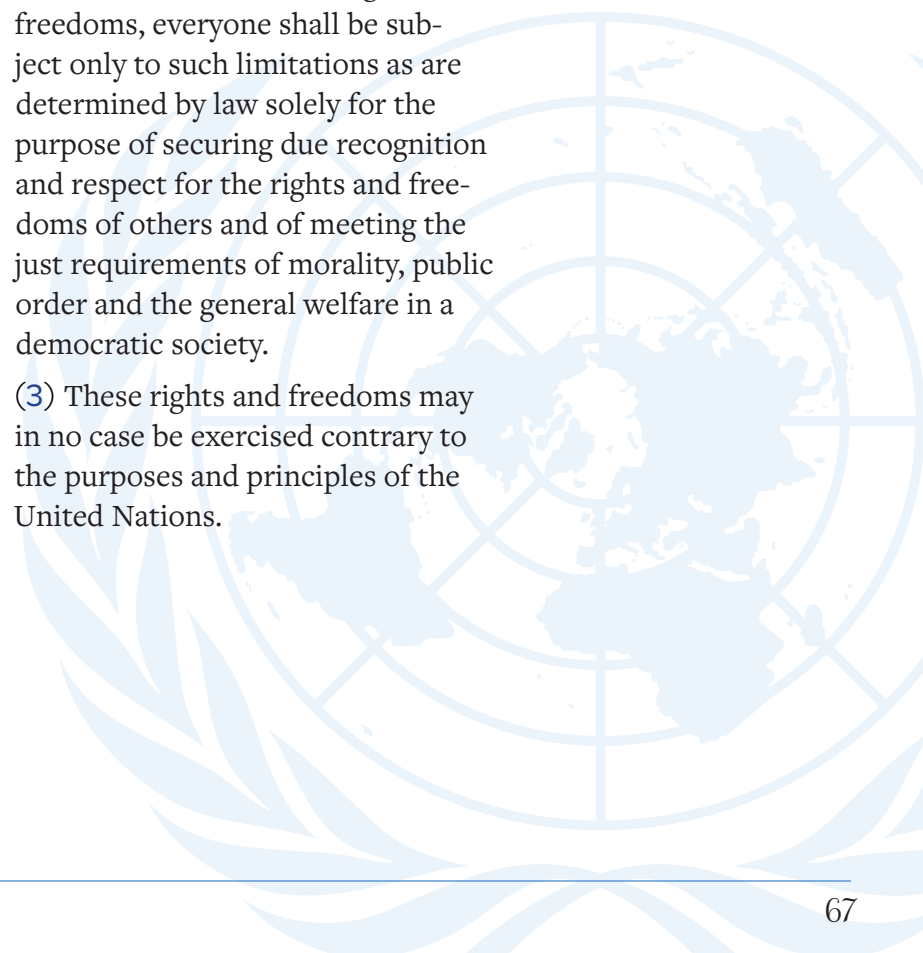 freedoms, everyone shall be sub-
ject only to such limitations as are
determined by law solely for the
purpose of securing due recognition
and respect for the rights and free-
doms of others and of meeting the
just requirements of morality, public
order and the general welfare in a
democratic society.
(3) These rights and freedoms may
in no case be exercised contrary to
the purposes and principles of the
United Nations.
67